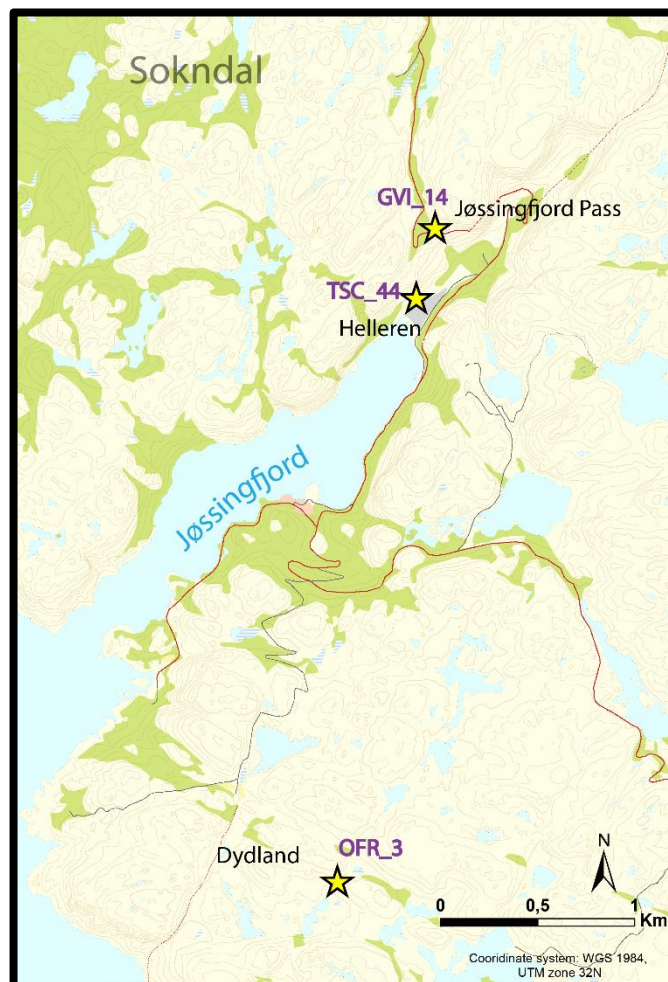 Sokndal
GVI_14
Jøssingfjord Pass
TSC_44
Helleren
Jøssingfjord
OFR_3
Dydland
N
0 0,5 1
Km
Cooridinate system: WGS 1984,
UTM zone 32N